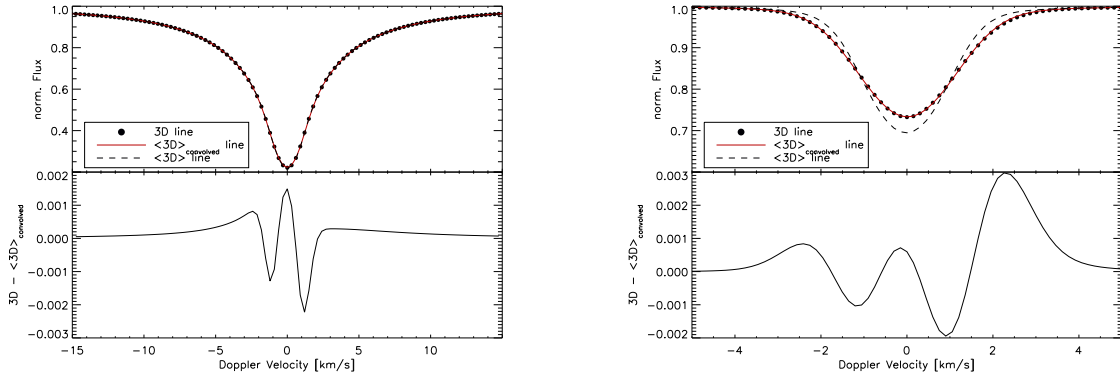 1.0
0.8
0.6
0.4
norm. Flux
3D line
<3D>convolved line
<3D> line
0.002
0.001
0.000
−0.001
−0.002
−0.003
3D − <3D>convolved
−15 −10 −5 0 5 10
Doppler Velocity [km/s]
1.0
0.9
0.8
0.7
norm. Flux
3D line
<3D>convolved line
<3D> line
0.003
0.002
0.001
0.000
−0.001
−0.002
3D − <3D>convolved
−4 −2 0 2 4
Doppler Velocity [km/s]